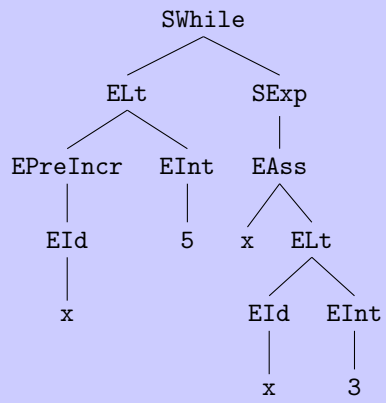 SWhile
ELt SExp
EPreIncr EInt EAss
EId 5 x ELt
x EId EInt
x 3